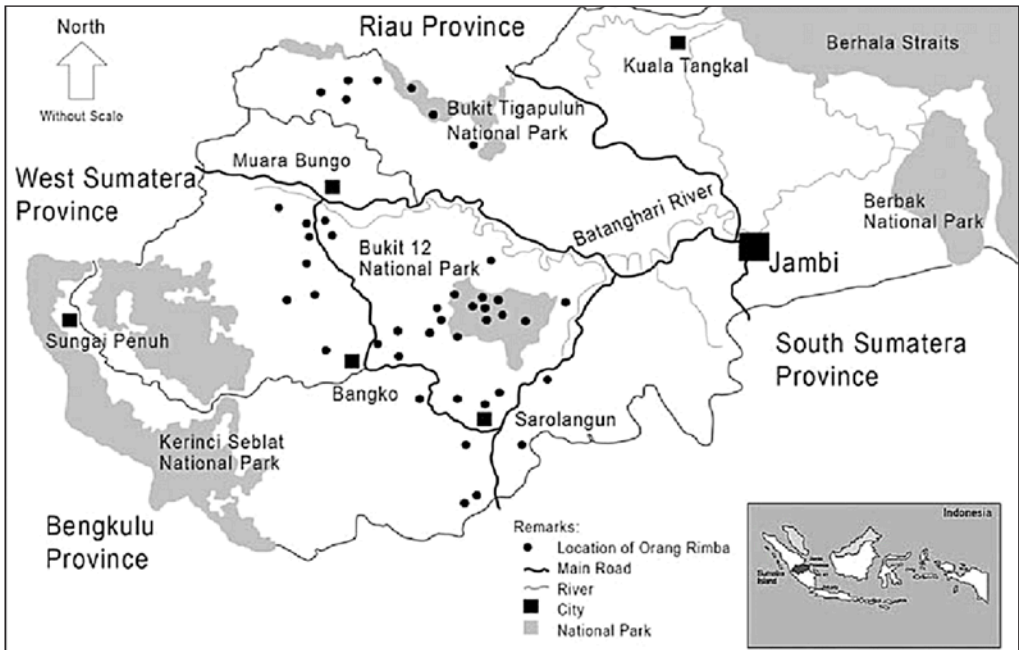 North
Without Scale
Riau Province
Kuala Tangkal
Berhala Straits
Bukit Tigapuluh
National Park
Muara Bungo
West Sumatera
Province
Batanghari River
Berbak
National Park
Bukit 12
National Park
Jambi
Sungai Penuh
South Sumatera
Province
Bangko
Sarolangun
Kerinci Seblat
National Park
Bengkulu
Province
Remarks:
Location of Orang Rimba
Main Road
River
City
National Park
Indonesia
Island